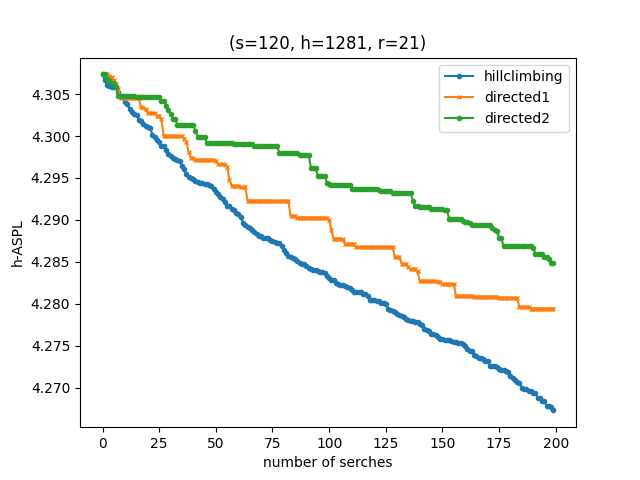 (s=120, h=1281, r=21)
hillclimbing
directed1
directed2
4.305
4.300
4.295
4.290
4.285
4.280
4.275
4.270
h-ASPL
0 25 50 75 100 125 150 175 200
number of serches